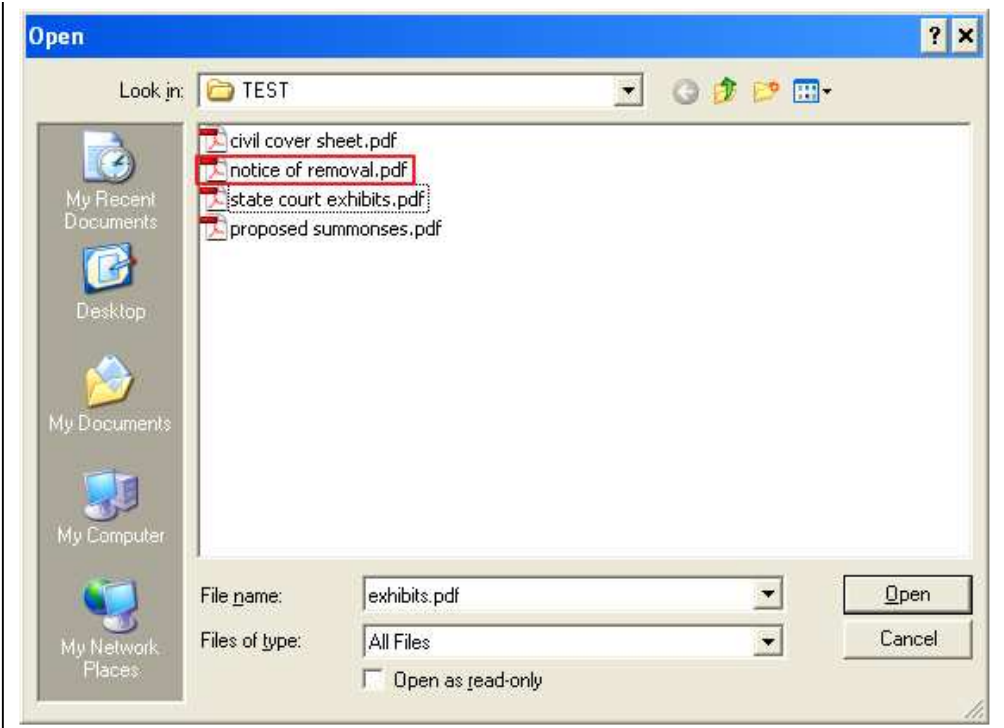 Open
Look in: TEST
civil cover sheet.pdf
notice of removal.pdf
state court exhibits.pdf
proposed summonses.pdf
My Recent
Documents
Desktop
My Documents
My Computer
My Network
Places
File name: exhibits.pdf Open
Files of type: All Files Cancel
Open as read-only